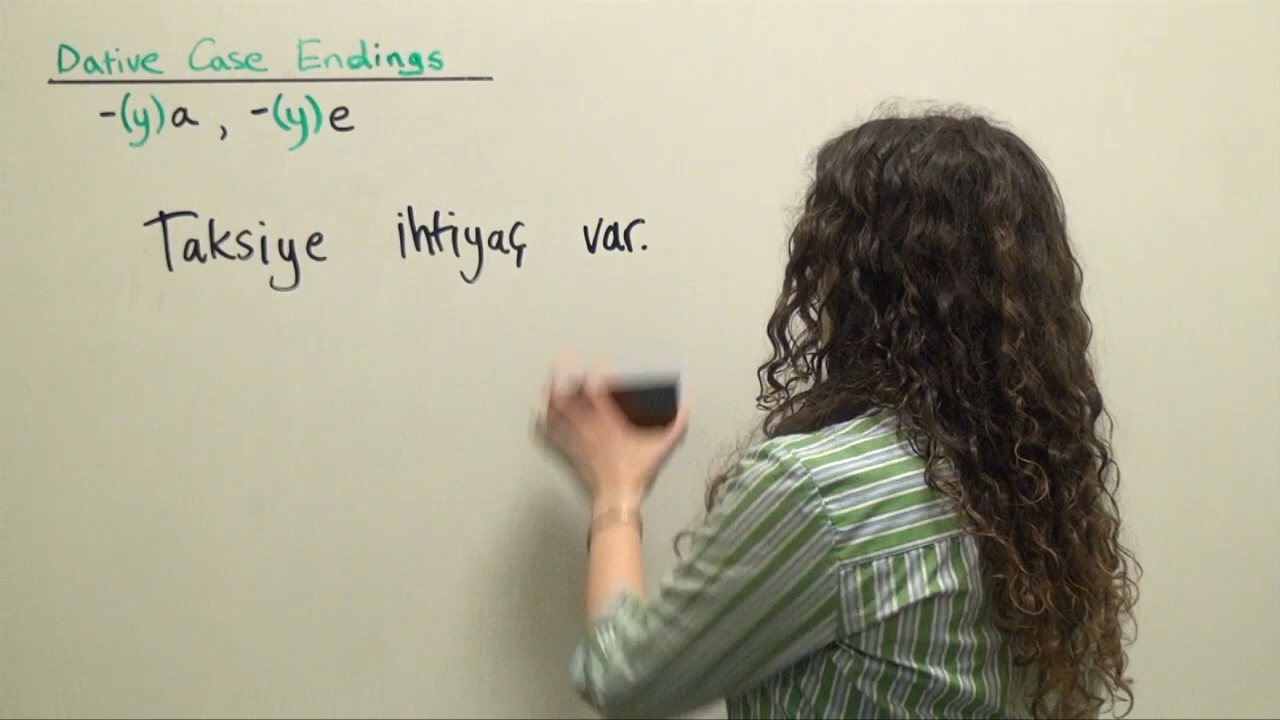 Dative Case Endings
-(y)a , -(y)e
Taksiye ihtiyaç var.